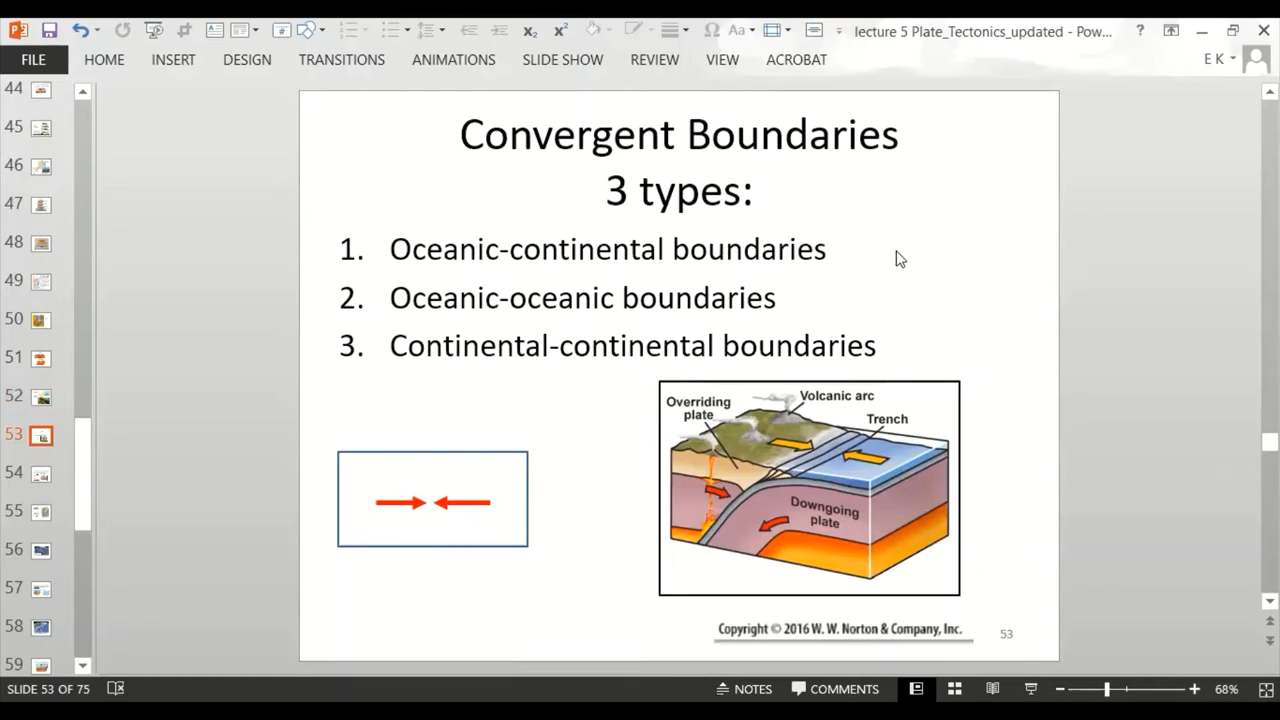 lecture 5 Plate_Tectonics_updated - Pow...
?
FILE
HOME
INSERT
DESIGN
TRANSITIONS
ANIMATIONS
SLIDE SHOW
REVIEW
VIEW
ACROBAT
E K
44
45
46
47
48
49
50
51
52
53
54
55
56
57
58
59
Convergent Boundaries
3 types:
1. Oceanic-continental boundaries
2. Oceanic-oceanic boundaries
3. Continental-continental boundaries
Overriding
plate
Volcanic arc
Trench
Downgoing
plate
Copyright © 2016 W. W. Norton & Company, Inc.
53
SLIDE 53 OF 75
NOTES
COMMENTS
68%